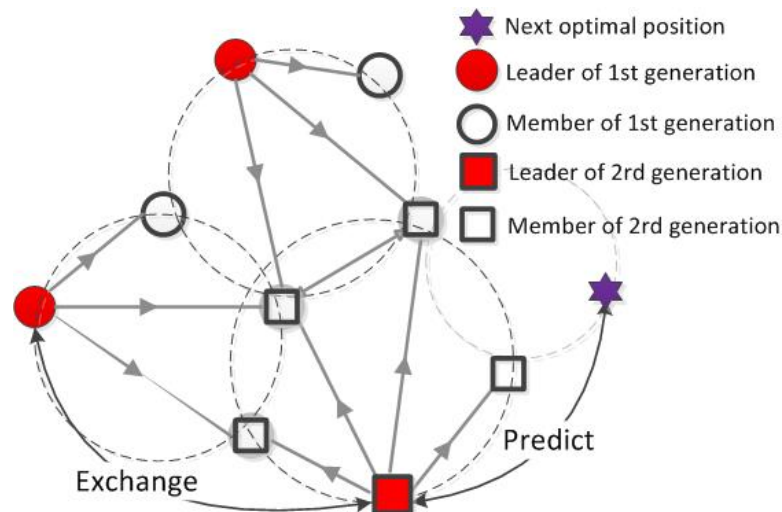 Next optimal position
Leader of 1st generation
Member of 1st generation
Leader of 2rd generation
Member of 2rd generation
Predict
Exchange